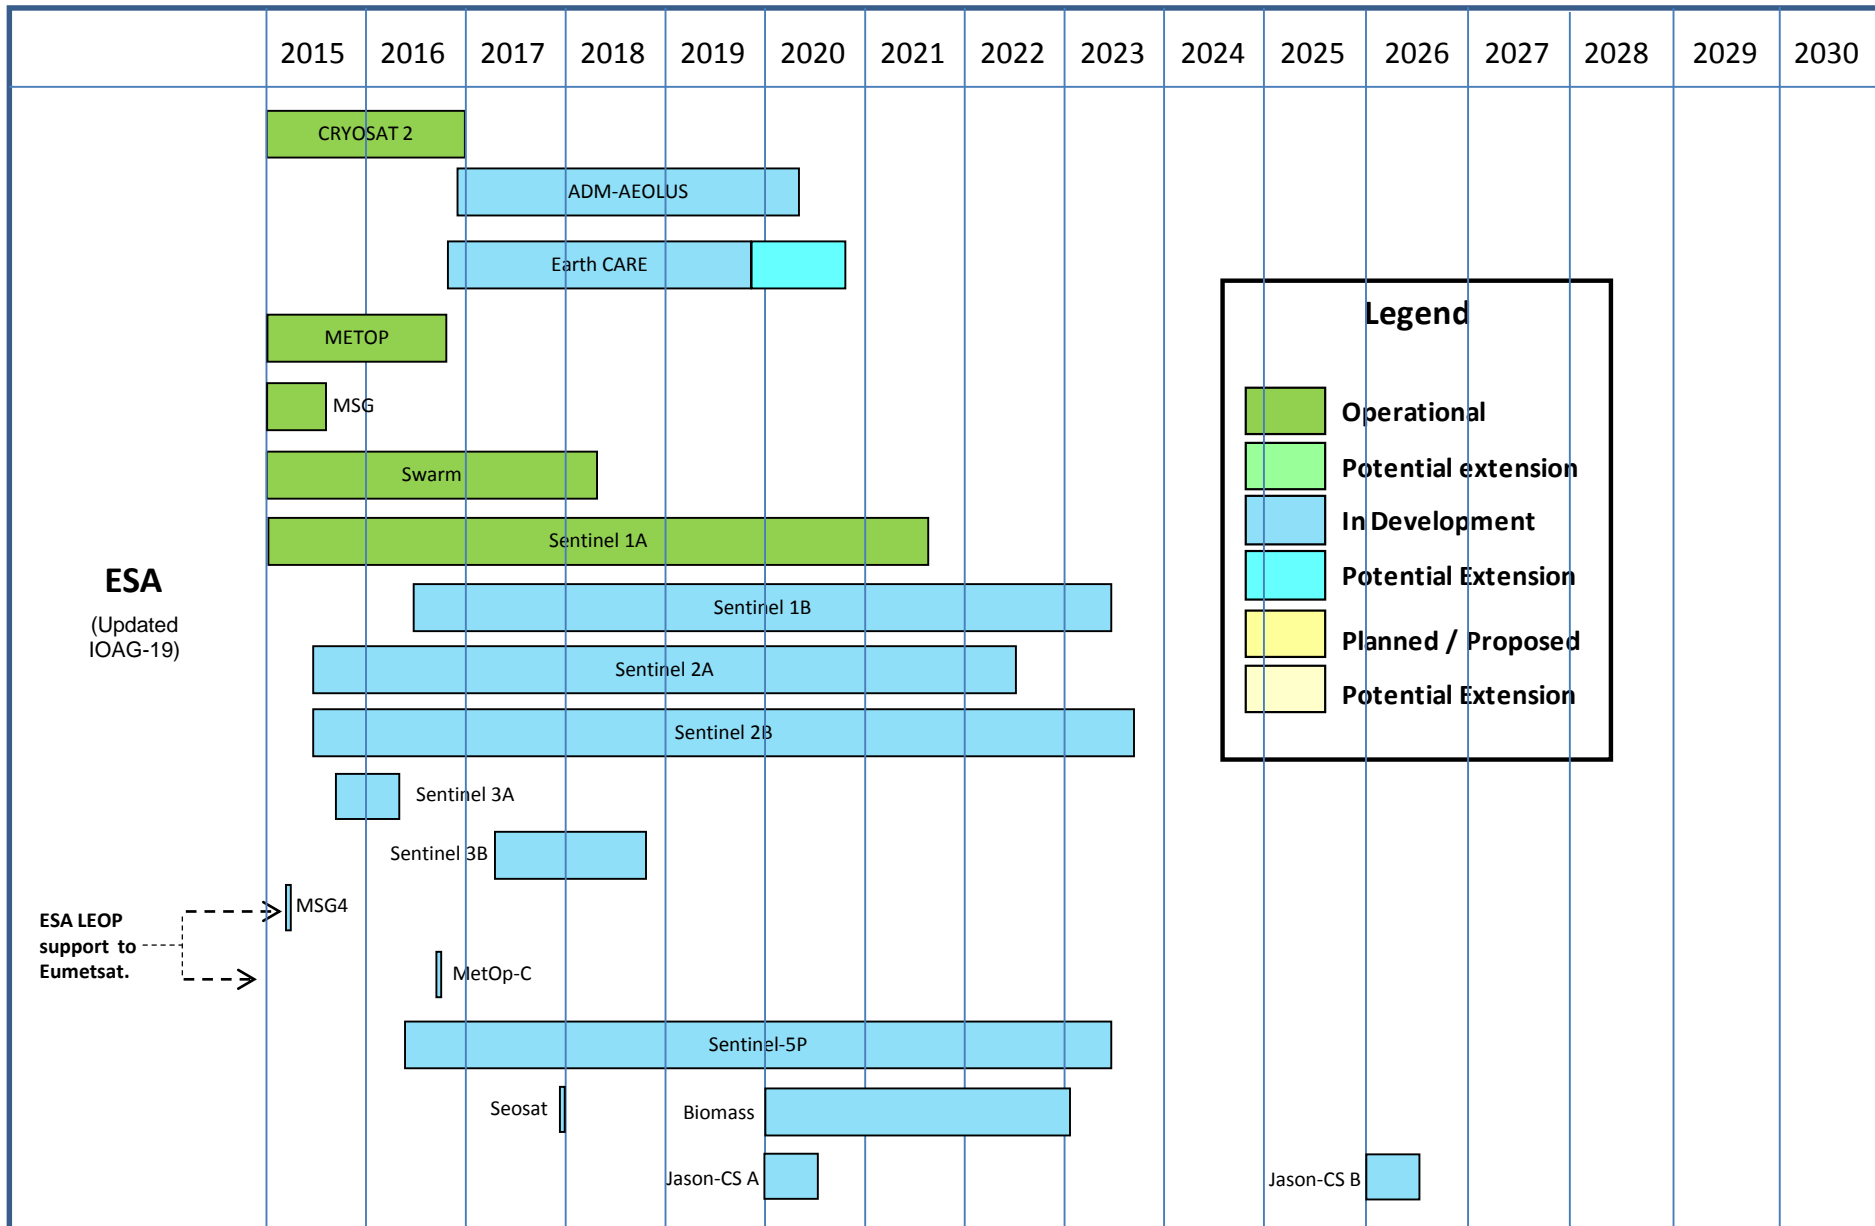 2015 2016 2017 2018 2019 2020 2021 2022 2023 2024 2025 2026 2027 2028 2029 2030
CRYOSAT 2
ADM-AEOLUS
Earth CARE
METOP
MSG
Swarm
Sentinel 1A
Sentinel 1B
Sentinel 2A
Sentinel 2B
Sentinel 3A
Sentinel 3B
MSG4
MetOp-C
Sentinel-5P
Seosat
Biomass
Jason-CS A
Jason-CS B
ESA
(Updated
IOAG-19)
ESA LEOP
support to
Eumetsat.
Legend
Operational
Potential extension
In Development
Potential Extension
Planned / Proposed
Potential Extension